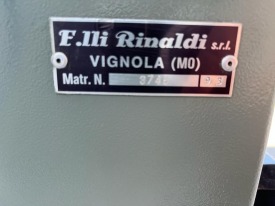 F.lli Rinaldi s.r.l.
VIGNOLA (MO)
Matr. N.